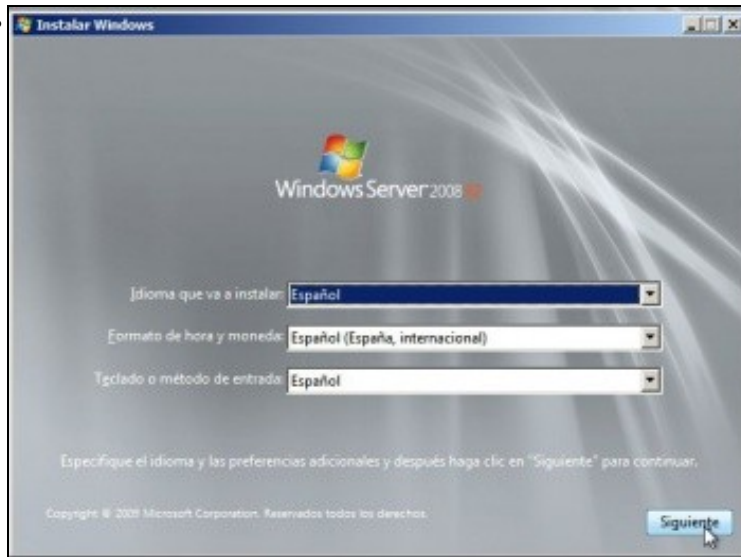 Instalar Windows
Windows Server 2008 R2
Idioma que va a instalar: Español
Formato de hora y moneda: Español (España, internacional)
Teclado o método de entrada: Español
Especifique el idioma y las preferencias adicionales y después haga clic en "Siguiente" para continuar.
Copyright © 2009 Microsoft Corporation. Reservados todos los derechos.
Siguiente